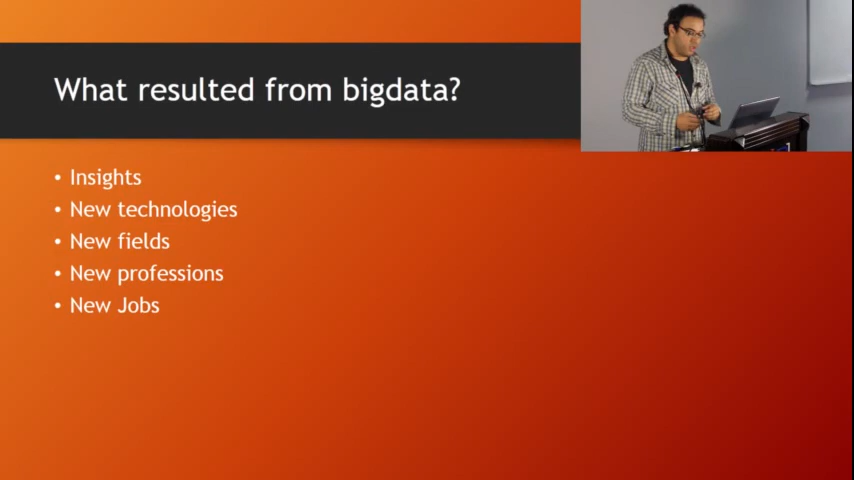 What resulted from bigdata?
• Insights
• New technologies
• New fields
• New professions
• New Jobs